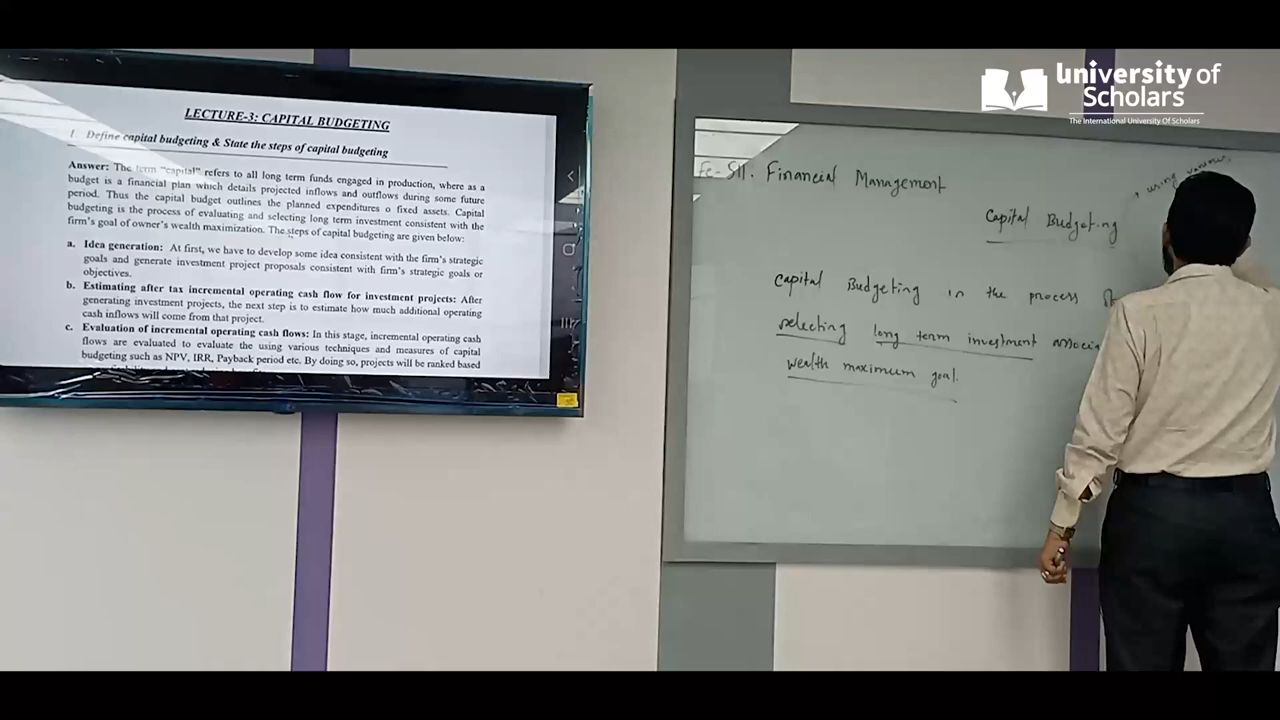 University of
Scholars
The International University Of Scholars
LECTURE-3: CAPITAL BUDGETING
1. Define capital budgeting & State the steps of capital budgeting
Answer: The term "capital" refers to all long term funds engaged in production, where as a
budget is a financial plan which details projected inflows and outflows during some future
period. Thus the capital budget outlines the planned expenditures o fixed assets. Capital
budgeting is the process of evaluating and selecting long term investment consistent with the
firm's goal of owner's wealth maximization. The steps of capital budgeting are given below:
a. Idea generation: At first, we have to develop some idea consistent with the firm's strategic
goals and generate investment project proposals consistent with firm's strategic goals or
objectives.
b. Estimating after tax incremental operating cash flow for investment projects: After
generating investment projects, the next step is to estimate how much additional operating
cash inflows will come from that project.
c. Evaluation of incremental operating cash flows: In this stage, incremental operating cash
flows are evaluated to evaluate the using various techniques and measures of capital
budgeting such as NPV, IRR, Payback period etc. By doing so, projects will be ranked based
511. Financial Management
using
Capital Budgeting
Capital Budgeting is the process
selecting long term investment
wealth maximum goal.